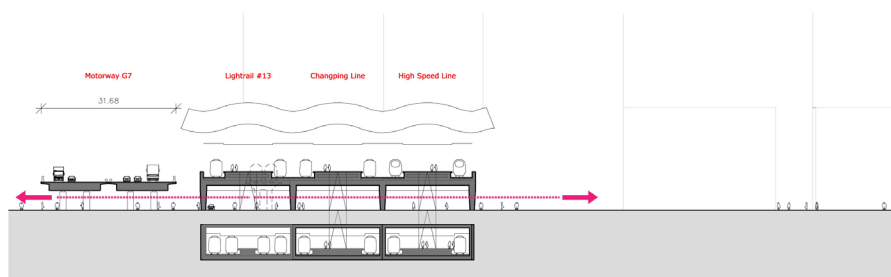 Motorway G7
Lightrail #13
Changping Line
High Speed Line
31.68